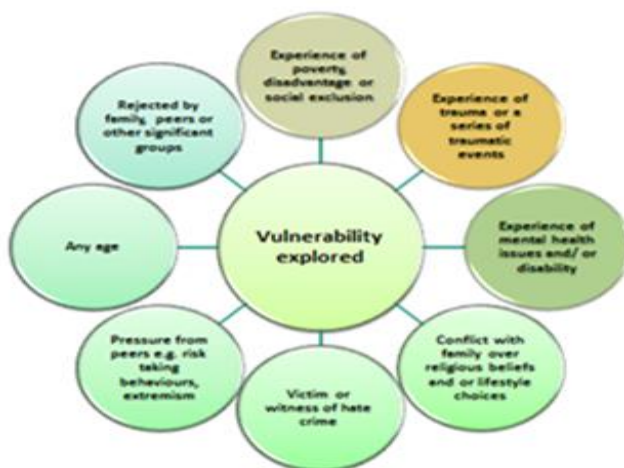 Experience of
poverty,
disadvantage or
social exclusion
Experience of
trauma or a
series of
traumatic
events
Experience of
mental health
issues and/ or
disability
Conflict with
family over
religious beliefs
and or lifestyle
choices
Victim or
witness of hate
crime
Pressure from
peers e.g. risk
taking
behaviours,
extremism
Any age
Rejected by
family, peers or
other significant
groups
Vulnerability
explored